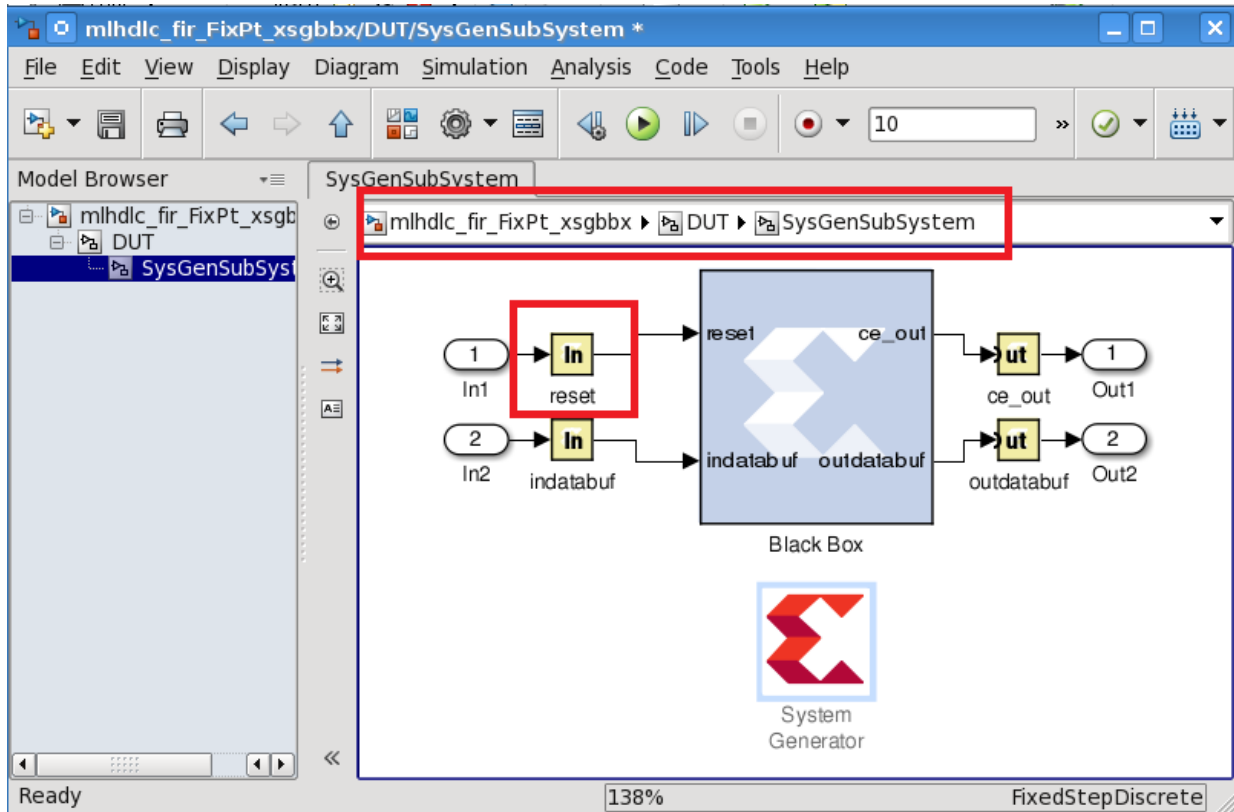 mlhdlc_fir_FixPt_xsgbbx/DUT/SysGenSubSystem *
File Edit View Display Diagram Simulation Analysis Code Tools Help
10 »
Model Browser
SysGenSubSystem
mlhdlc_fir_FixPt_xsgb
DUT
SysGenSubSyst
mlhdlc_fir_FixPt_xsgbbx DUT SysGenSubSystem
1 In reset ce_out ut 1
In1 reset ce_out Out1
2 In indatabuf outdatabuf ut 2
In2 indatabuf outdatabuf Out2
Black Box
System
Generator
Ready 138% FixedStepDiscrete